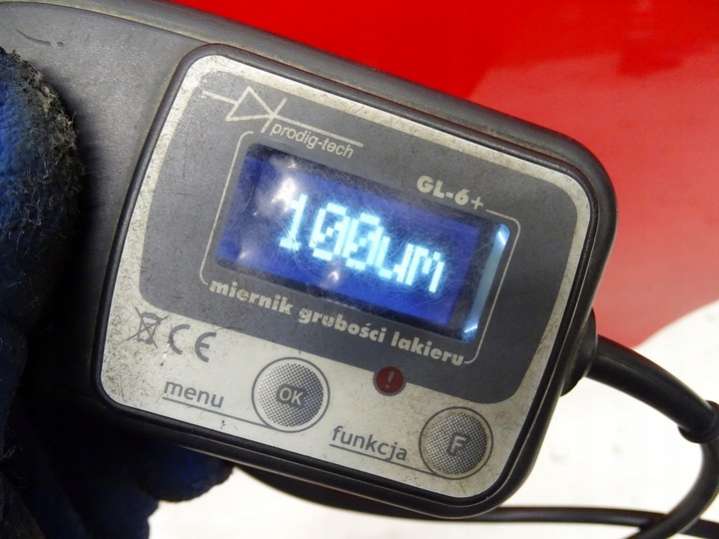 prodig-tech
GL-6+
100um
miernik grubości lakieru
CE
menu
OK
!
funkcja
F